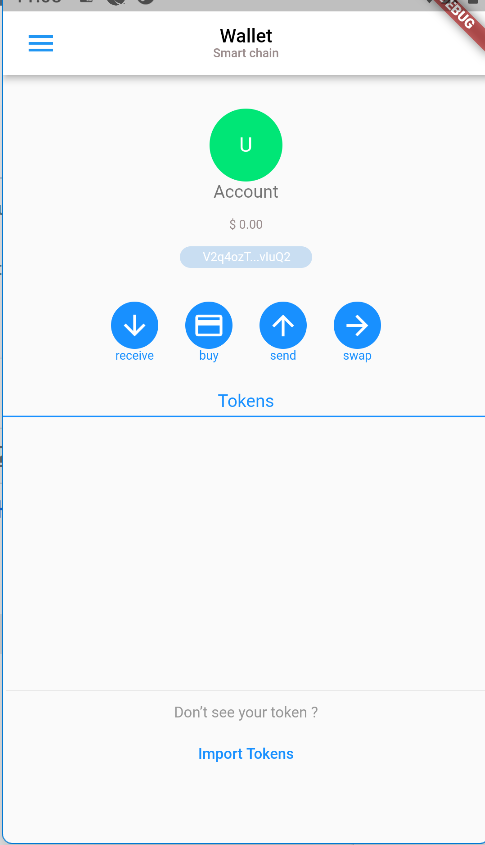 DEBUG
Wallet
Smart chain
U
Account
$ 0.00
V2q4ozT...vIuQ2
receive buy send swap
Tokens
Don't see your token ?
Import Tokens